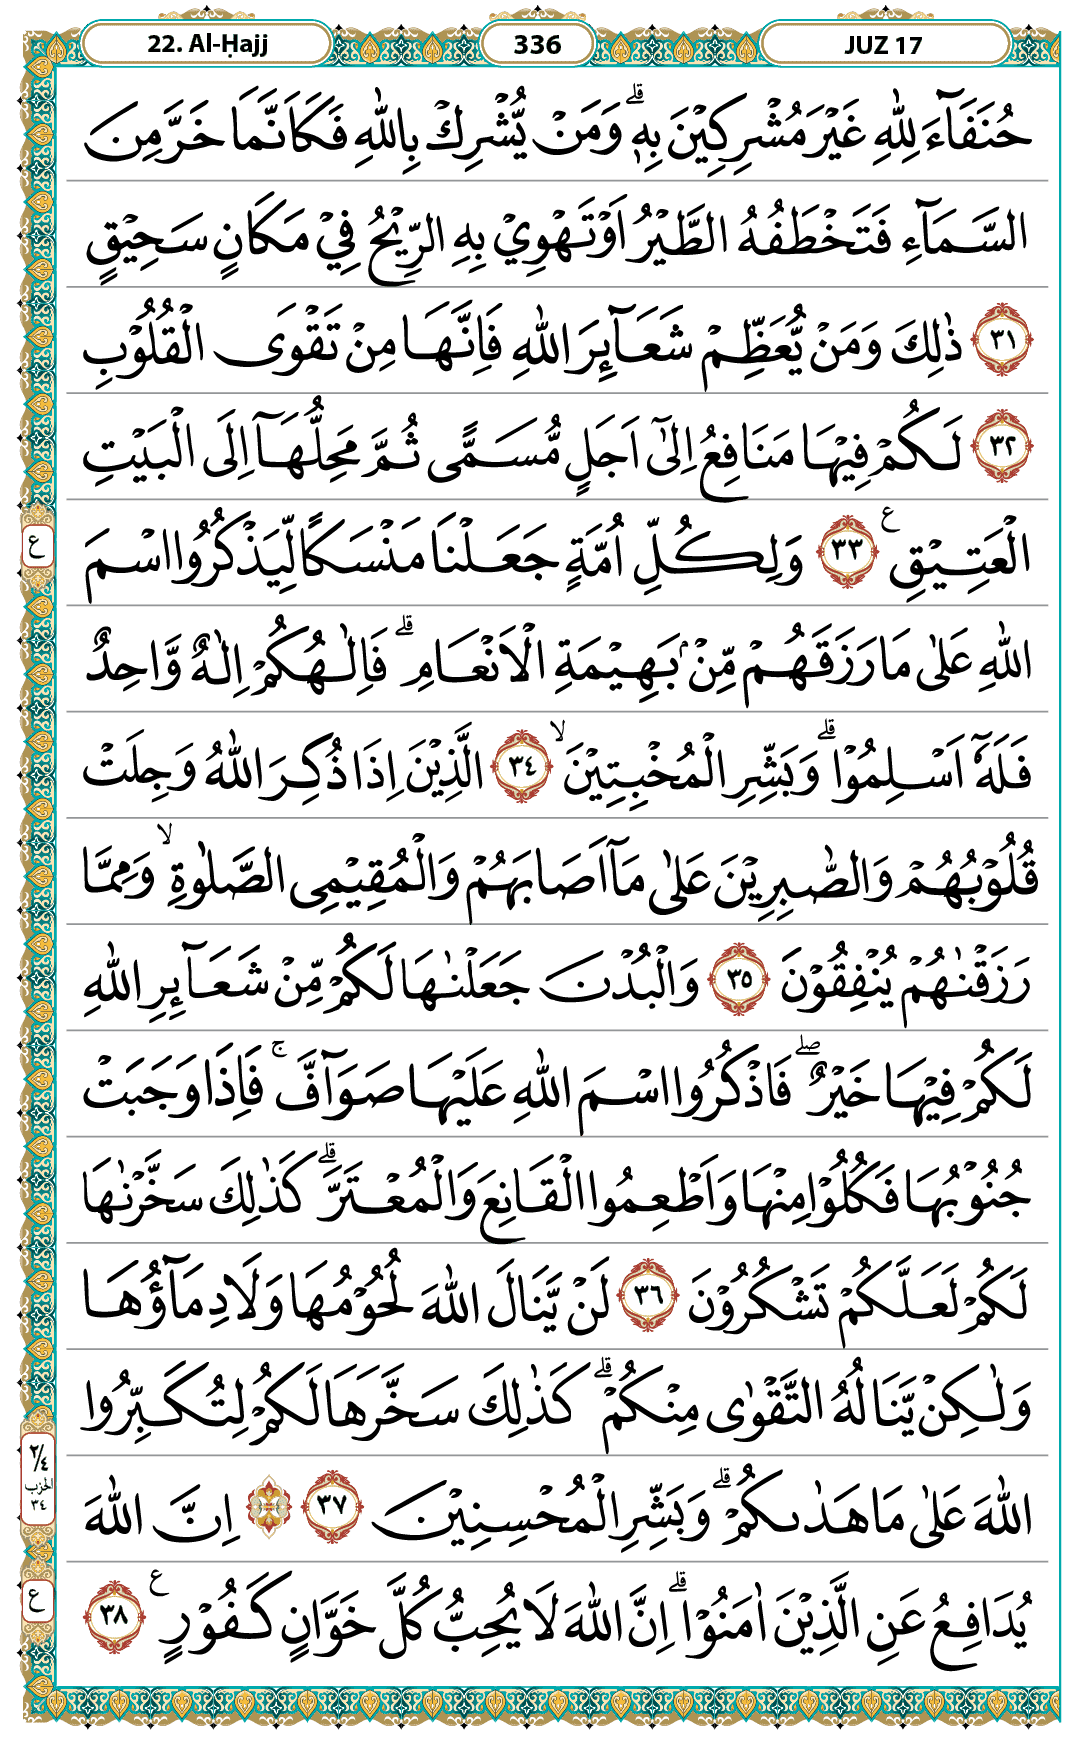 22. Al-Ḥajj 336 JUZ 17
حُنَفَآءَ لِلّٰهِ غَيْرَ مُشْرِكِيْنَ بِهٖ ۗ وَمَنْ يُّشْرِكْ بِاللّٰهِ فَكَاَنَّمَا خَرَّ مِنَ
السَّمَآءِ فَتَخْطَفُهُ الطَّيْرُ اَوْ تَهْوِيْ بِهِ الرِّيْحُ فِيْ مَكَانٍ سَحِيْقٍ
٣١ ذٰلِكَ وَمَنْ يُّعَظِّمْ شَعَآئِرَ اللّٰهِ فَاِنَّهَا مِنْ تَقْوَى الْقُلُوْبِ
٣٢ لَكُمْ فِيْهَا مَنَافِعُ اِلٰٓى اَجَلٍ مُّسَمًّى ثُمَّ مَحِلُّهَآ اِلَى الْبَيْتِ
الْعَتِيْقِ ࣖ ٣٣ وَلِكُلِّ اُمَّةٍ جَعَلْنَا مَنْسَكًا لِّيَذْكُرُوا اسْمَ
ع
اللّٰهِ عَلٰى مَا رَزَقَهُمْ مِّنْۢ بَهِيْمَةِ الْاَنْعَامِ ۗ فَاِلٰهُكُمْ اِلٰهٌ وَّاحِدٌ
فَلَهٗٓ اَسْلِمُوْا ۗ وَبَشِّرِ الْمُخْبِتِيْنَ ۙ ٣٤ الَّذِيْنَ اِذَا ذُكِرَ اللّٰهُ وَجِلَتْ
قُلُوْبُهُمْ وَالصّٰبِرِيْنَ عَلٰى مَآ اَصَابَهُمْ وَالْمُقِيْمِى الصَّلٰوةِ ۙ وَمِمَّا
رَزَقْنٰهُمْ يُنْفِقُوْنَ ٣٥ وَالْبُدْنَ جَعَلْنٰهَا لَكُمْ مِّنْ شَعَآئِرِ اللّٰهِ
لَكُمْ فِيْهَا خَيْرٌ ۖ فَاذْكُرُوا اسْمَ اللّٰهِ عَلَيْهَا صَوَآفَّ ۚ فَاِذَا وَجَبَتْ
جُنُوْبُهَا فَكُلُوْا مِنْهَا وَاَطْعِمُوا الْقَانِعَ وَالْمُعْتَرَّ ۗ كَذٰلِكَ سَخَّرْنٰهَا
لَكُمْ لَعَلَّكُمْ تَشْكُرُوْنَ ٣٦ لَنْ يَّنَالَ اللّٰهَ لُحُوْمُهَا وَلَا دِمَآؤُهَا
وَلٰكِنْ يَّنَالُهُ التَّقْوٰى مِنْكُمْ ۗ كَذٰلِكَ سَخَّرَهَا لَكُمْ لِتُكَبِّرُوا
٢/٤
الحزب
٣٤
اللّٰهَ عَلٰى مَا هَدٰىكُمْ ۗ وَبَشِّرِ الْمُحْسِنِيْنَ ٣٧ ۞ اِنَّ اللّٰهَ
يُدَافِعُ عَنِ الَّذِيْنَ اٰمَنُوْا ۗ اِنَّ اللّٰهَ لَا يُحِبُّ كُلَّ خَوَّانٍ كَفُوْرٍ ࣖ ٣٨
ع